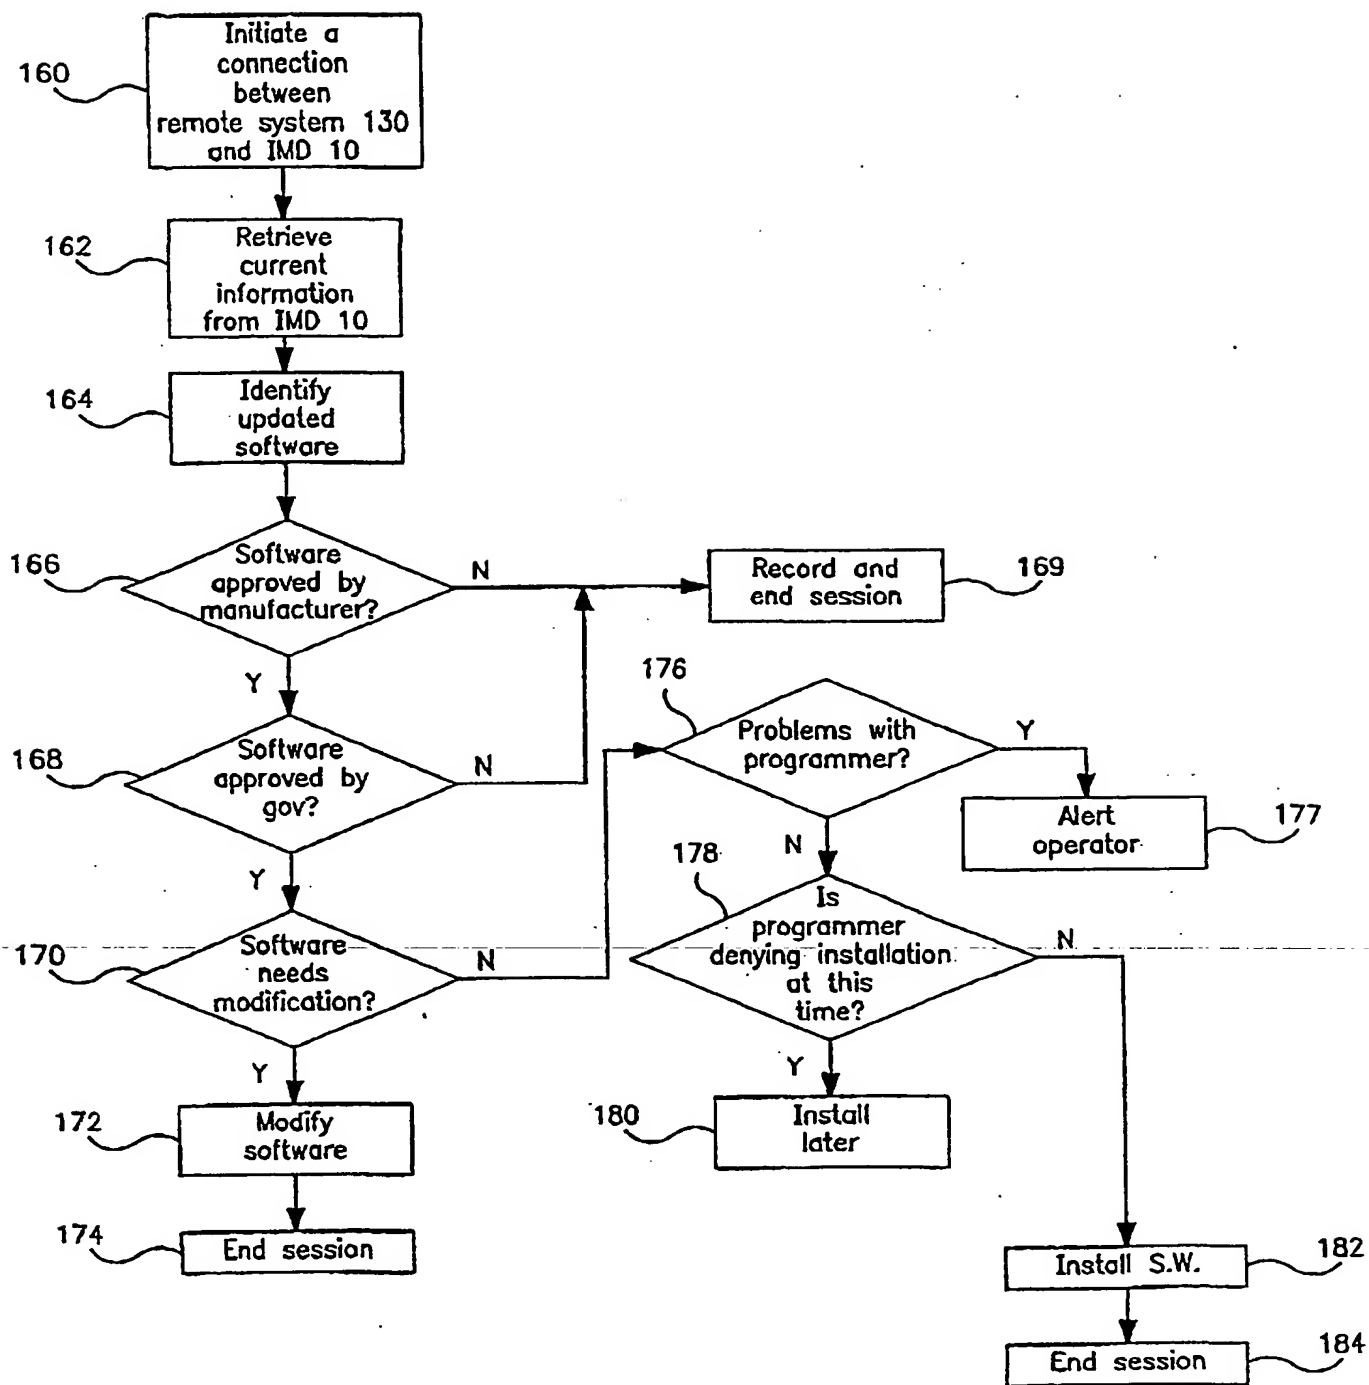 Initiate a
connection
between
remote system 130
and IMD 10
160
Retrieve
current
information
from IMD 10
162
Identify
updated
software
164
Software
approved by
manufacturer?
166
N
Record and
end session
169
Y
Software
approved by
gov?
168
N
176
Problems with
programmer?
Y
Alert
operator
177
Y
N
178
Software
needs
modification?
170
N
Is
programmer
denying installation
at this
time?
N
Y
Y
Modify
software
172
Install
later
180
End session
174
Install S.W.
182
End session
184